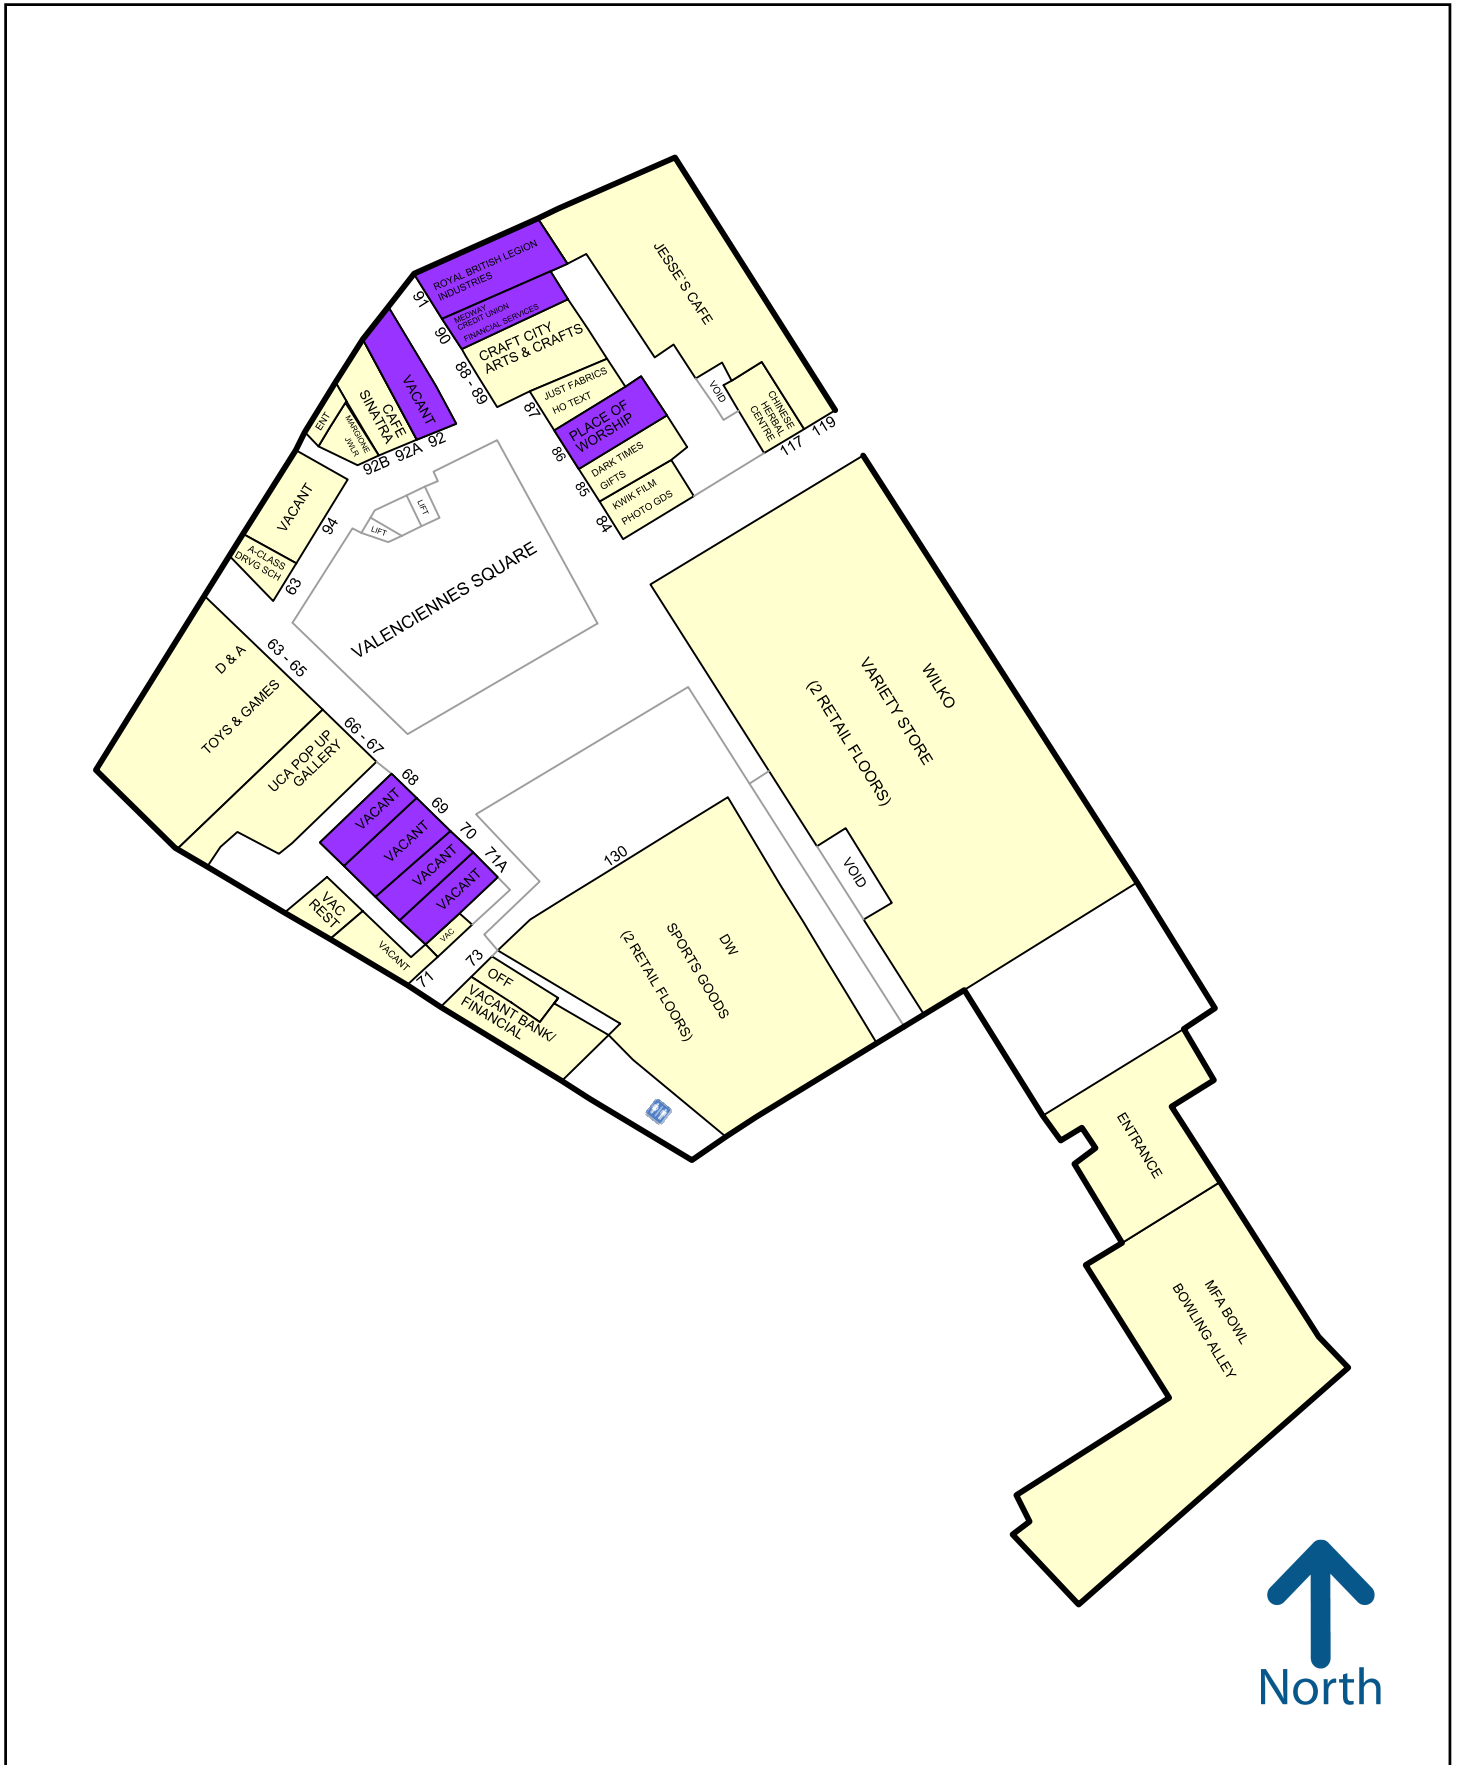 ROYAL BRITISH LEGION
INDUSTRIES
91
MEDWAY
CREDIT UNION
FINANCIAL SERVICES
90
CRAFT CITY
ARTS & CRAFTS
88 - 89
JUST FABRICS
HO TEXT
87
PLACE OF
WORSHIP
86
DARK TIMES
GIFTS
85
KWIK FILM
PHOTO GDS
84
JESSE'S CAFE
VOID
CHINESE
HERBAL
CENTRE
117
119
VACANT
92
CAFE
SINATRA
92A
MARGIONE
JWLR
92B
ENT
VACANT
94
A-CLASS
DRVG SCH
63
LIFT
LIFT
VALENCIENNES SQUARE
D & A
TOYS & GAMES
63 - 65
UCA POP UP
GALLERY
66 - 67
VACANT
68
VACANT
69
VACANT
70
VACANT
71A
VAC
REST
VACANT
VAC
71
73
OFF
VACANT BANK/
FINANCIAL
130
DW
SPORTS GOODS
(2 RETAIL FLOORS)
WILKO
VARIETY STORE
(2 RETAIL FLOORS)
VOID
ENTRANCE
MFA BOWL
BOWLING ALLEY
North